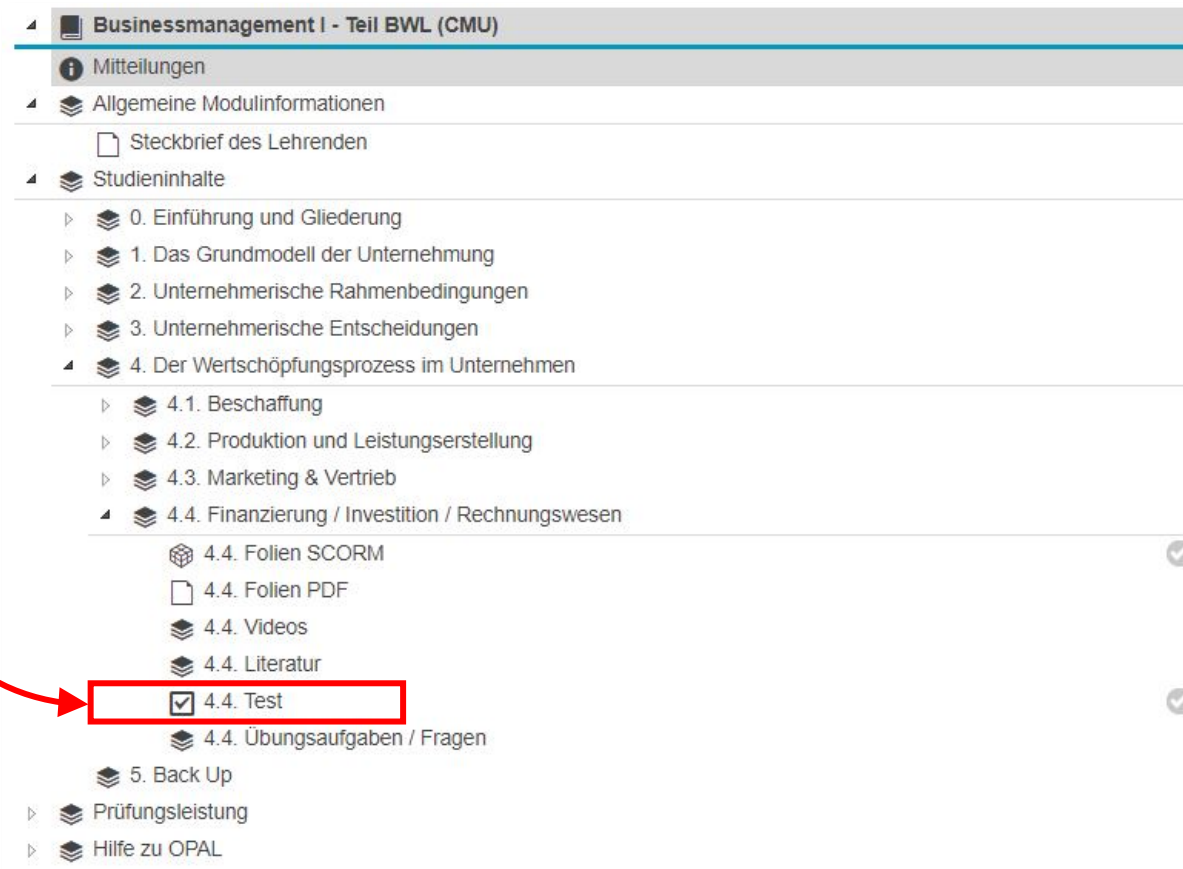 Businessmanagement I - Teil BWL (CMU)
Mitteilungen
Allgemeine Modulinformationen
Steckbrief des Lehrenden
Studieninhalte
0. Einführung und Gliederung
1. Das Grundmodell der Unternehmung
2. Unternehmerische Rahmenbedingungen
3. Unternehmerische Entscheidungen
4. Der Wertschöpfungsprozess im Unternehmen
4.1. Beschaffung
4.2. Produktion und Leistungserstellung
4.3. Marketing & Vertrieb
4.4. Finanzierung / Investition / Rechnungswesen
4.4. Folien SCORM
4.4. Folien PDF
4.4. Videos
4.4. Literatur
4.4. Test
4.4. Übungsaufgaben / Fragen
5. Back Up
Prüfungsleistung
Hilfe zu OPAL